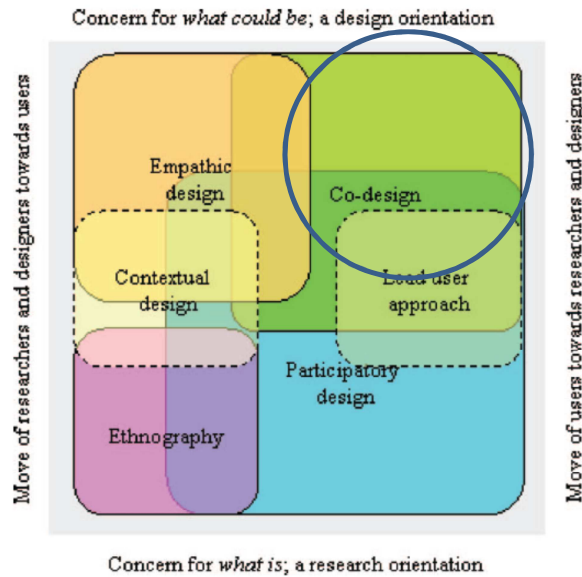 Concern for what could be; a design orientation
Move of researchers and designers towards users
Move of users towards researchers and designers
Empathic
design
Co-design
Contextual
design
Lead user
approach
Participatory
design
Ethnography
Concern for what is; a research orientation